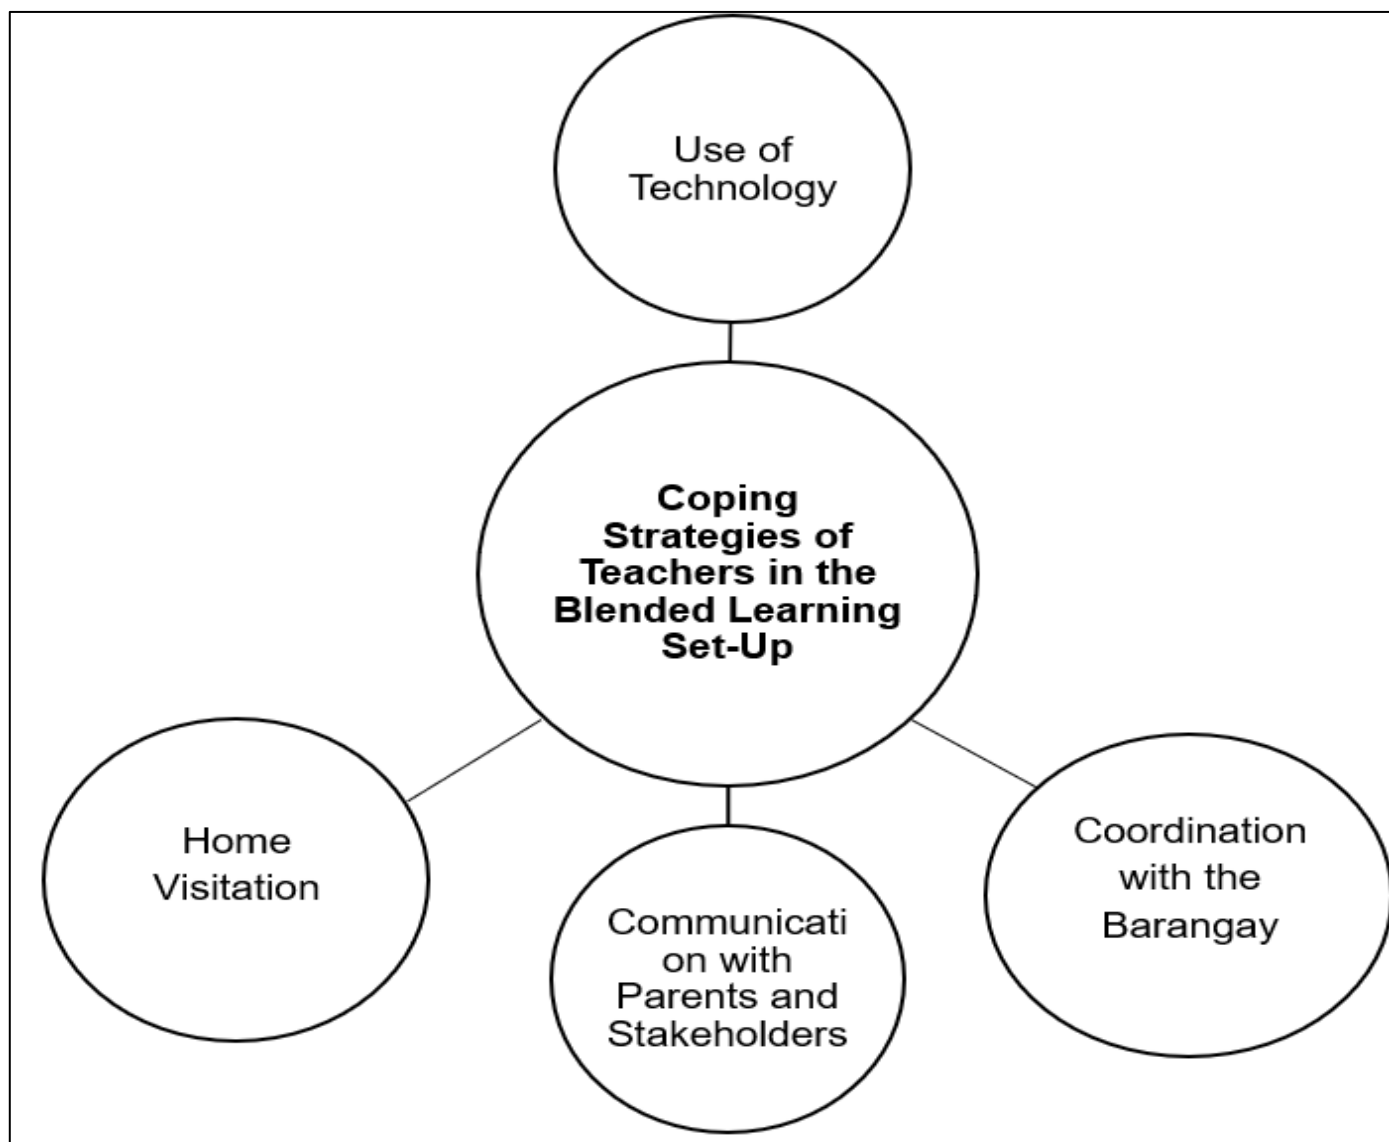 Use of
Technology
Coping
Strategies of
Teachers in the
Blended Learning
Set-Up
Home
Visitation
Communicati
on with
Parents and
Stakeholders
Coordination
with the
Barangay